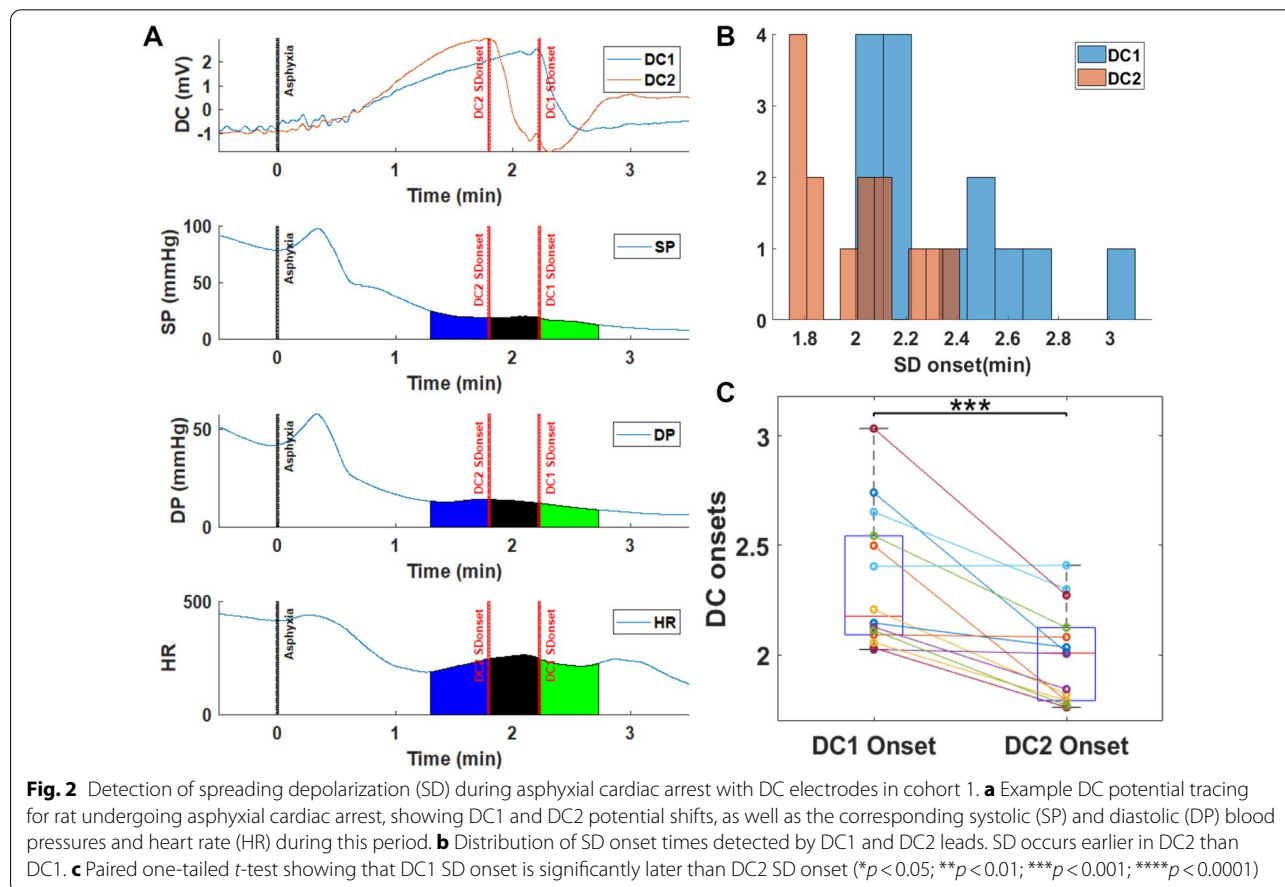 A
DC (mV)
2
1
0
-1
Asphyxia
DC2 SDonset
DC1 SDonset
DC1
DC2
0 1 2 3
Time (min)
SP (mmHg)
100
50
0
Asphyxia
DC2 SDonset
DC1 SDonset
SP
0 1 2 3
Time (min)
DP (mmHg)
50
0
Asphyxia
DC2 SDonset
DC1 SDonset
DP
0 1 2 3
Time (min)
HR
500
0
Asphyxia
DC2 SDonset
DC1 SDonset
HR
0 1 2 3
Time (min)
B
4
3
2
1
0
DC1
DC2
1.8 2 2.2 2.4 2.6 2.8 3
SD onset(min)
C
***
DC onsets
3
2.5
2
DC1 Onset DC2 Onset
Fig. 2 Detection of spreading depolarization (SD) during asphyxial cardiac arrest with DC electrodes in cohort 1. a Example DC potential tracing
for rat undergoing asphyxial cardiac arrest, showing DC1 and DC2 potential shifts, as well as the corresponding systolic (SP) and diastolic (DP) blood
pressures and heart rate (HR) during this period. b Distribution of SD onset times detected by DC1 and DC2 leads. SD occurs earlier in DC2 than
DC1. c Paired one-tailed t-test showing that DC1 SD onset is significantly later than DC2 SD onset (*p < 0.05; **p < 0.01; ***p < 0.001; ****p < 0.0001)